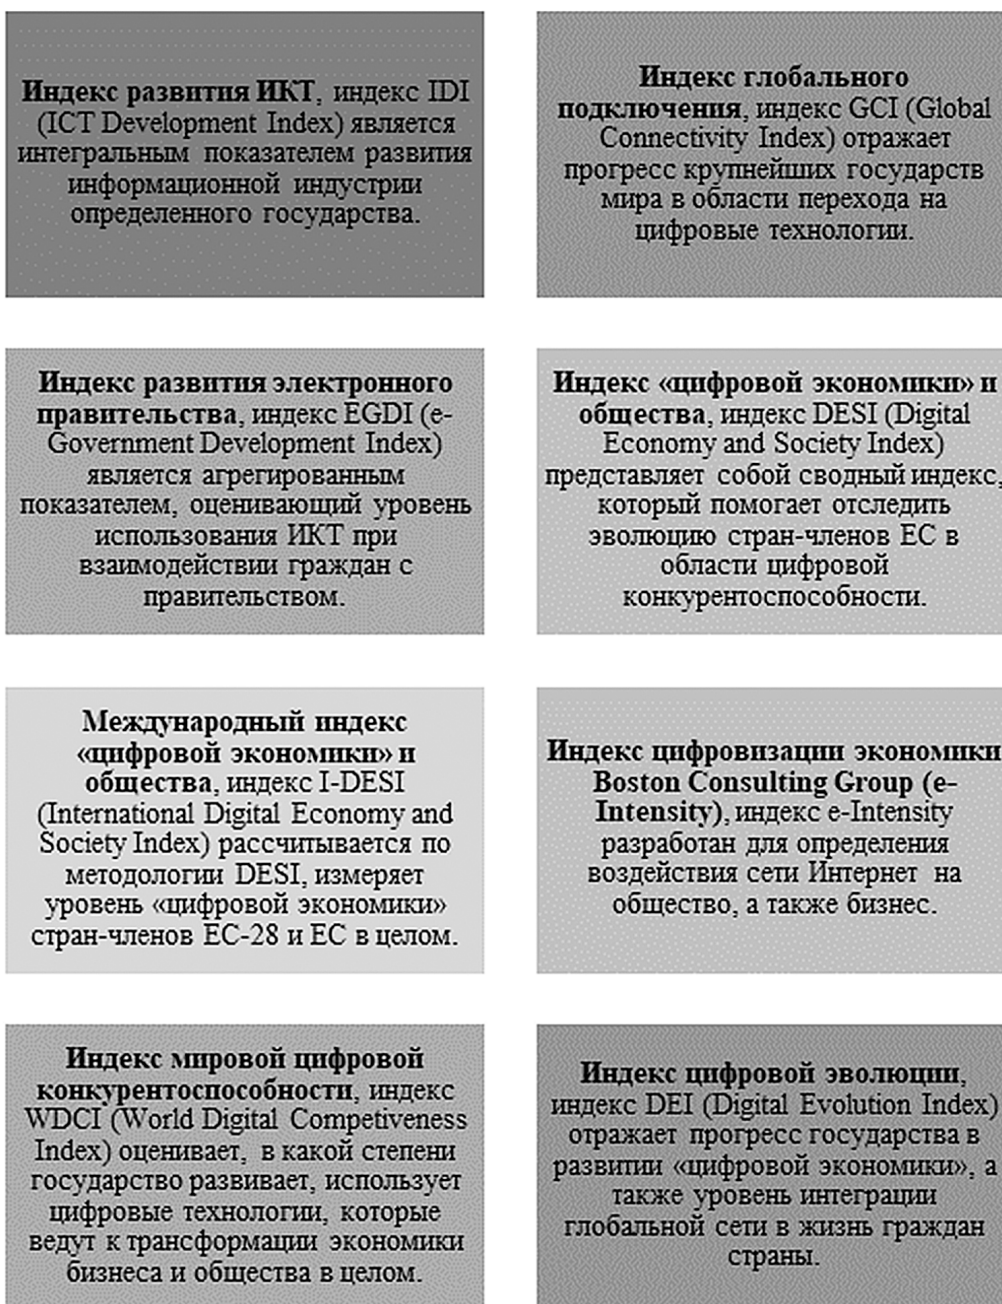 Индекс развития ИКТ, индекс IDI
(ICT Development Index) является
интегральным показателем развития
информационной индустрии
определенного государства.
Индекс глобального
подключения, индекс GCI (Global
Connectivity Index) отражает
прогресс крупнейших государств
мира в области перехода на
цифровые технологии.
Индекс развития электронного
правительства, индекс EGDI (e-
Government Development Index)
является агрегированным
показателем, оценивающий уровень
использования ИКТ при
взаимодействии граждан с
правительством.
Индекс «цифровой экономики» и
общества, индекс DESI (Digital
Economy and Society Index)
представляет собой сводный индекс,
который помогает отследить
эволюцию стран-членов ЕС в
области цифровой
конкурентоспособности.
Международный индекс
«цифровой экономики» и
общества, индекс I-DESI
(International Digital Economy and
Society Index) рассчитывается по
методологии DESI, измеряет
уровень «цифровой экономики»
стран-членов ЕС-28 и ЕС в целом.
Индекс цифровизации экономики
Boston Consulting Group (e-
Intensity), индекс e-Intensity
разработан для определения
воздействия сети Интернет на
общество, а также бизнес.
Индекс мировой цифровой
конкурентоспособности, индекс
WDCI (World Digital Competiveness
Index) оценивает, в какой степени
государство развивает, использует
цифровые технологии, которые
ведут к трансформации экономики
бизнеса и общества в целом.
Индекс цифровой эволюции,
индекс DEI (Digital Evolution Index)
отражает прогресс государства в
развитии «цифровой экономики», а
также уровень интеграции
глобальной сети в жизнь граждан
страны.